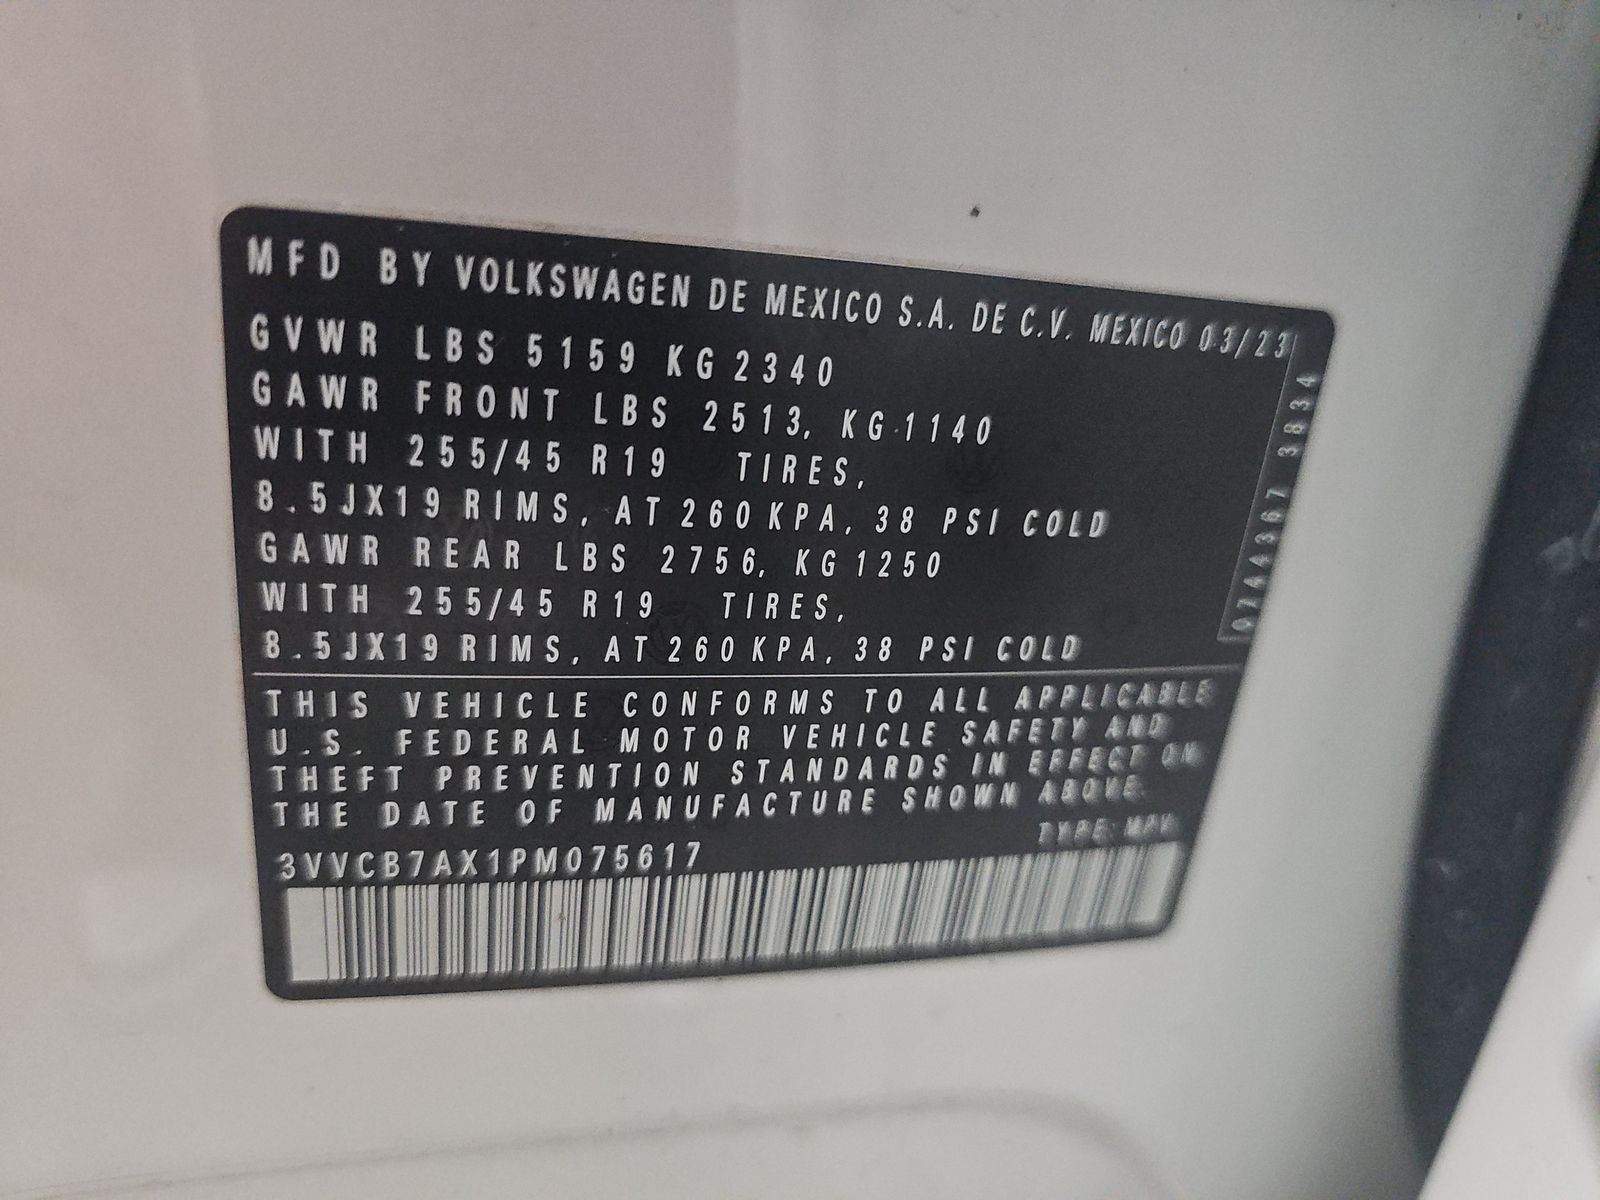 MFD BY VOLKSWAGEN DE MEXICO S.A. DE C.V. MEXICO 03/23
GVWR LBS 5159 KG 2340
GAWR FRONT LBS 2513, KG 1140
WITH 255/45 R19 TIRES,
8.5JX19 RIMS, AT 260 KPA, 38 PSI COLD
GAWR REAR LBS 2756, KG 1250
WITH 255/45 R19 TIRES,
8.5JX19 RIMS, AT 260 KPA, 38 PSI COLD
THIS VEHICLE CONFORMS TO ALL APPLICABLE
U.S. FEDERAL MOTOR VEHICLE SAFETY AND
THEFT PREVENTION STANDARDS IN EFFECT ON
THE DATE OF MANUFACTURE SHOWN ABOVE.
TYPE: MPV
3VVCB7AX1PM075617
3834